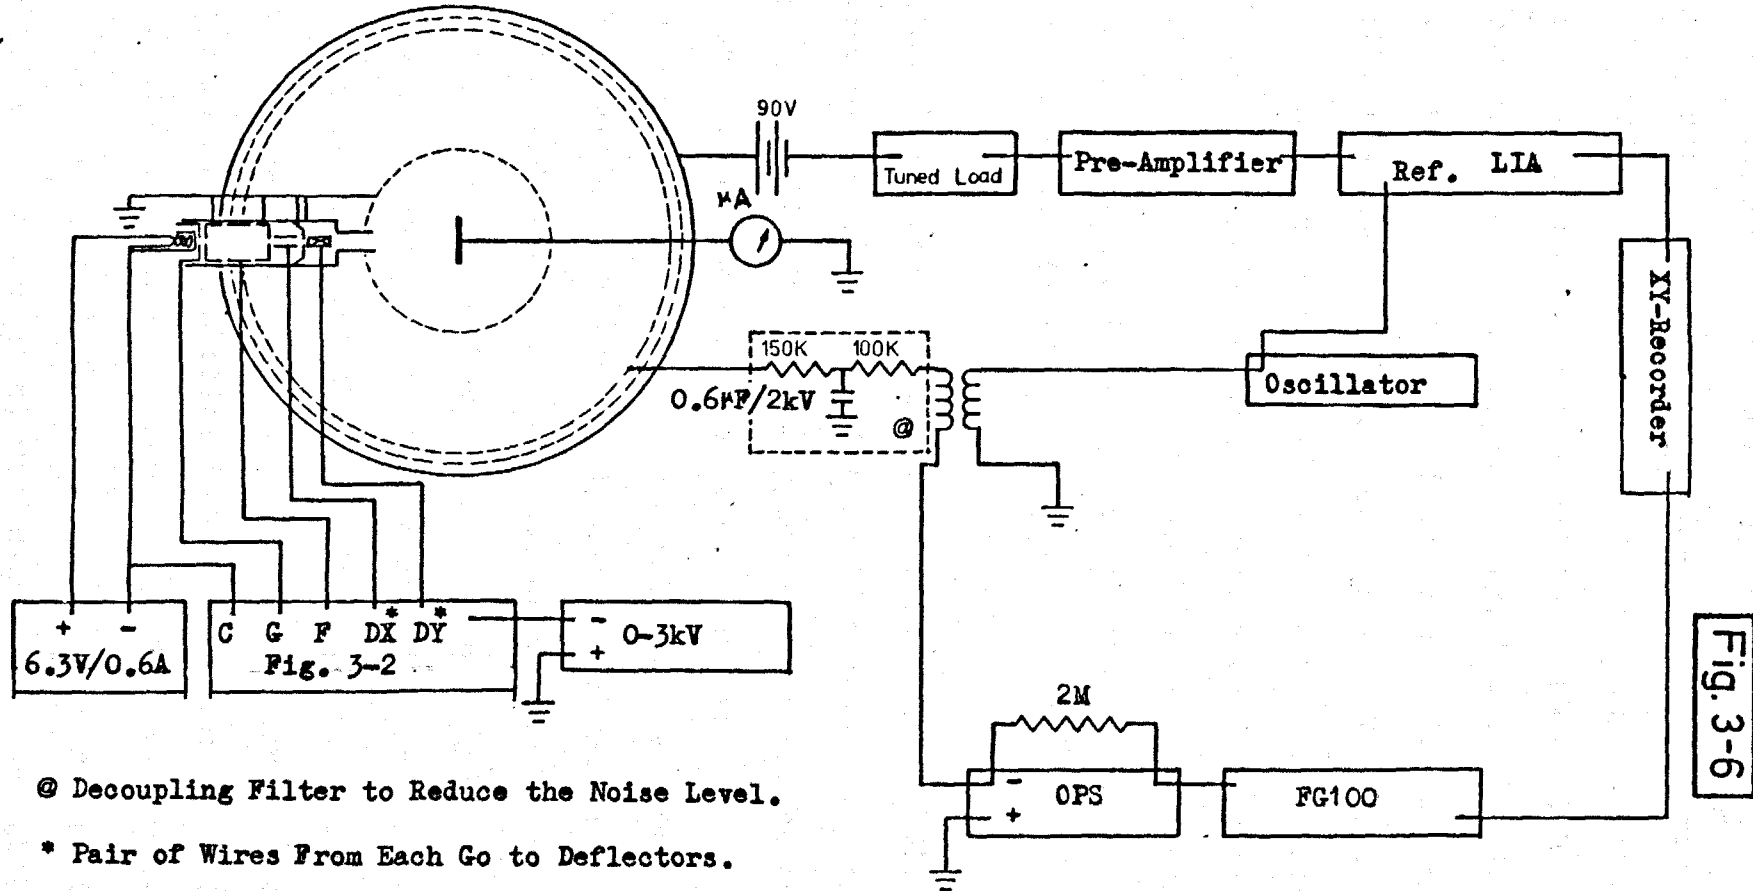 90V
Tuned Load
Pre-Amplifier
Ref. LIA
μA
XY-Recorder
150K 100K
0.6μF/2kV
@
Oscillator
+ -
6.3V/0.6A
C G F DX* DY*
Fig. 3-2
-
+
0-3kV
2M
-
+
OPS
FG100
Fig. 3-6
@ Decoupling Filter to Reduce the Noise Level.
* Pair of Wires From Each Go to Deflectors.